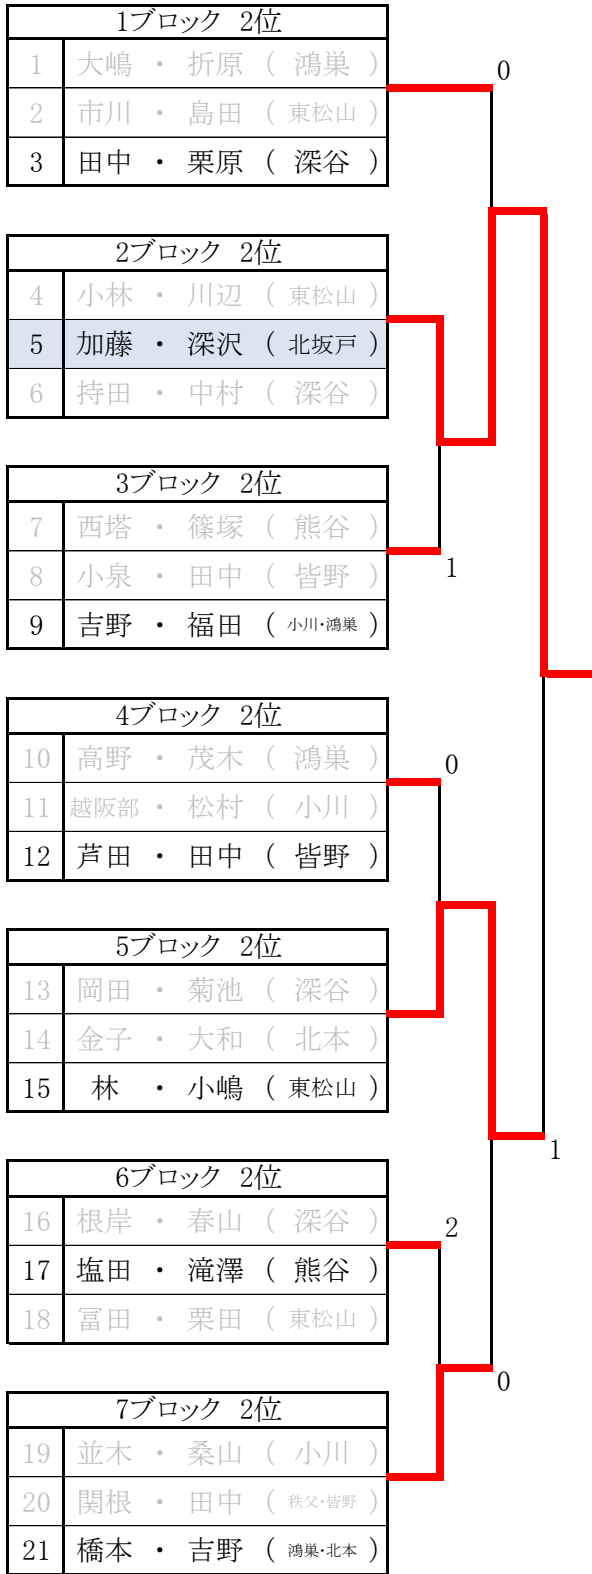 1ブロック 2位
0
1 大嶋 ・ 折原 ( 鴻巣 )
2 市川 ・ 島田 ( 東松山 )
3 田中 ・ 栗原 ( 深谷 )
2ブロック 2位
4 小林 ・ 川辺 ( 東松山 )
5 加藤 ・ 深沢 ( 北坂戸 )
6 持田 ・ 中村 ( 深谷 )
3ブロック 2位
7 西塔 ・ 篠塚 ( 熊谷 )
8 小泉 ・ 田中 ( 皆野 )
1
9 吉野 ・ 福田 ( 小川・鴻巣 )
4ブロック 2位
10 高野 ・ 茂木 ( 鴻巣 )
0
11 越阪部 ・ 松村 ( 小川 )
12 芦田 ・ 田中 ( 皆野 )
5ブロック 2位
13 岡田 ・ 菊池 ( 深谷 )
14 金子 ・ 大和 ( 北本 )
15 林 ・ 小嶋 ( 東松山 )
1
6ブロック 2位
16 根岸 ・ 春山 ( 深谷 )
2
17 塩田 ・ 滝澤 ( 熊谷 )
18 冨田 ・ 栗田 ( 東松山 )
0
7ブロック 2位
19 並木 ・ 桑山 ( 小川 )
20 関根 ・ 田中 ( 秩父・皆野 )
21 橋本 ・ 吉野 ( 鴻巣・北本 )